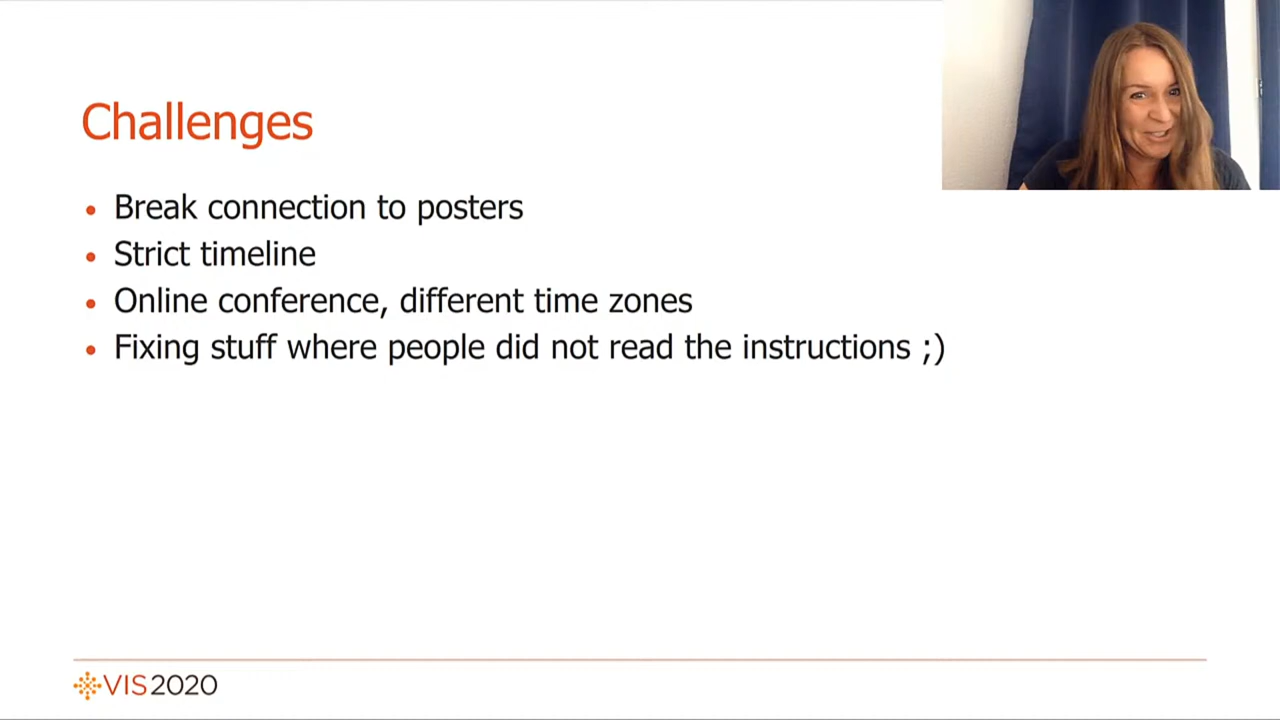 Challenges
Break connection to posters
Strict timeline
Online conference, different time zones
Fixing stuff where people did not read the instructions ;)
VIS2020